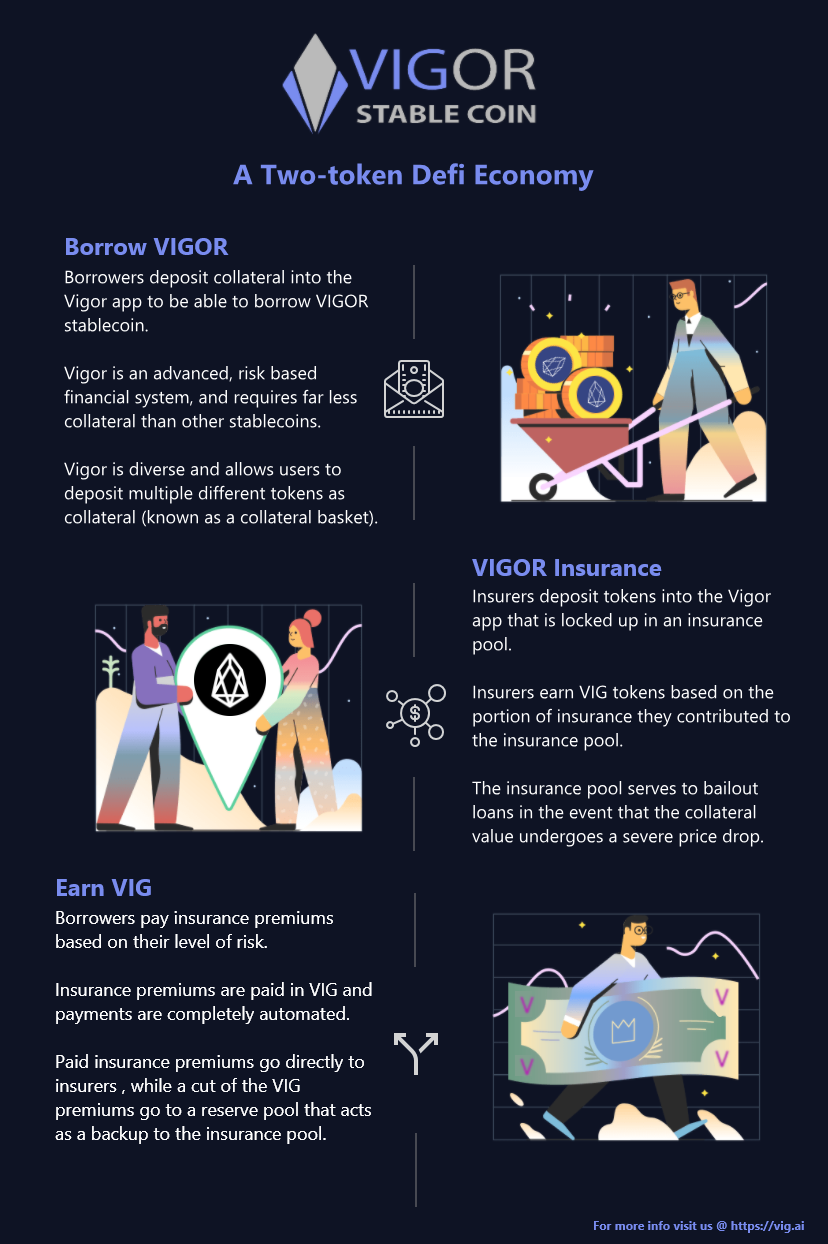 VIGOR
STABLE COIN
A Two-token Defi Economy
Borrow VIGOR
Borrowers deposit collateral into the
Vigor app to be able to borrow VIGOR
stablecoin.
Vigor is an advanced, risk based
financial system, and requires far less
collateral than other stablecoins.
Vigor is diverse and allows users to
deposit multiple different tokens as
collateral (known as a collateral basket).
VIGOR Insurance
Insurers deposit tokens into the Vigor
app that is locked up in an insurance
pool.
Insurers earn VIG tokens based on the
portion of insurance they contributed to
the insurance pool.
The insurance pool serves to bailout
loans in the event that the collateral
value undergoes a severe price drop.
$
Earn VIG
Borrowers pay insurance premiums
based on their level of risk.
Insurance premiums are paid in VIG and
payments are completely automated.
Paid insurance premiums go directly to
insurers , while a cut of the VIG
premiums go to a reserve pool that acts
as a backup to the insurance pool.
V V
V V
For more info visit us @ https://vig.ai